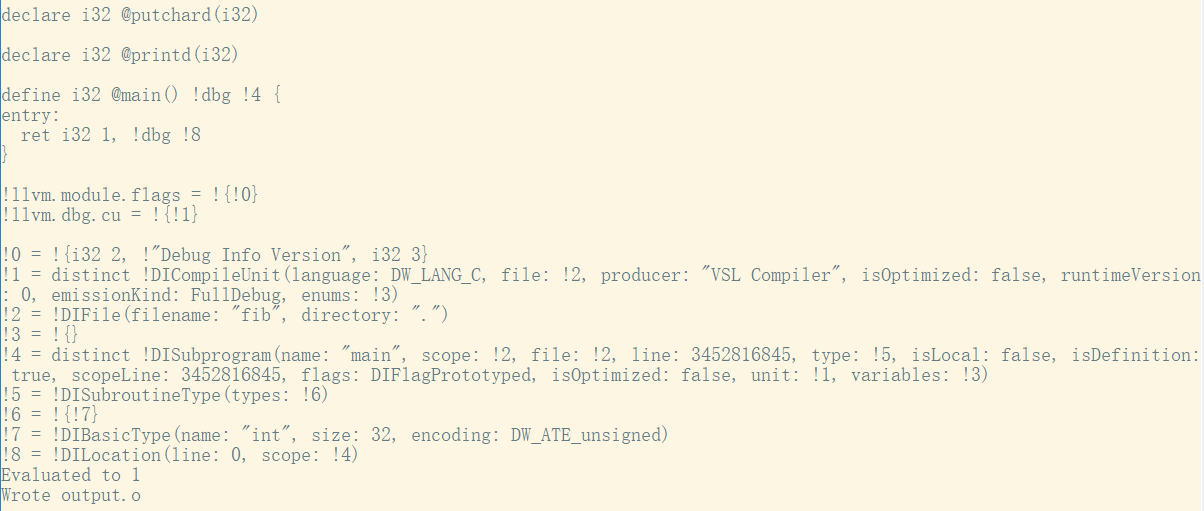 declare i32 @putchard(i32)
declare i32 @printd(i32)
define i32 @main() !dbg !4 {
entry:
  ret i32 1, !dbg !8
}
!llvm.module.flags = !{!0}
!llvm.dbg.cu = !{!1}
!0 = !{i32 2, !"Debug Info Version", i32 3}
!1 = distinct !DICompileUnit(language: DW_LANG_C, file: !2, producer: "VSL Compiler", isOptimized: false, runtimeVersion
: 0, emissionKind: FullDebug, enums: !3)
!2 = !DIFile(filename: "fib", directory: ".")
!3 = !{}
!4 = distinct !DISubprogram(name: "main", scope: !2, file: !2, line: 3452816845, type: !5, isLocal: false, isDefinition:
 true, scopeLine: 3452816845, flags: DIFlagPrototyped, isOptimized: false, unit: !1, variables: !3)
!5 = !DISubroutineType(types: !6)
!6 = !{!7}
!7 = !DIBasicType(name: "int", size: 32, encoding: DW_ATE_unsigned)
!8 = !DILocation(line: 0, scope: !4)
Evaluated to 1
Wrote output.o